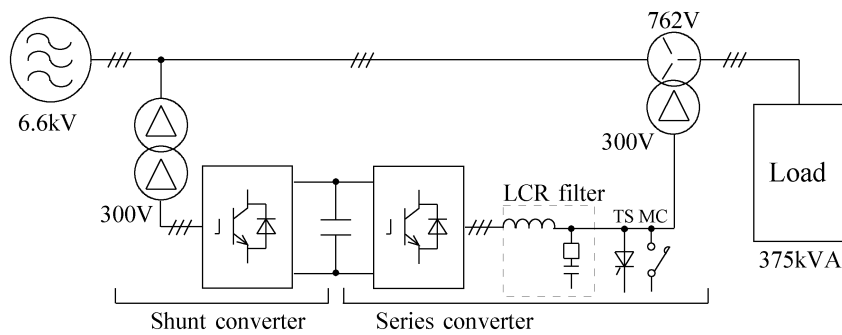 762V
6.6kV
300V
300V
LCR filter
TS MC
Load
375kVA
Shunt converter
Series converter